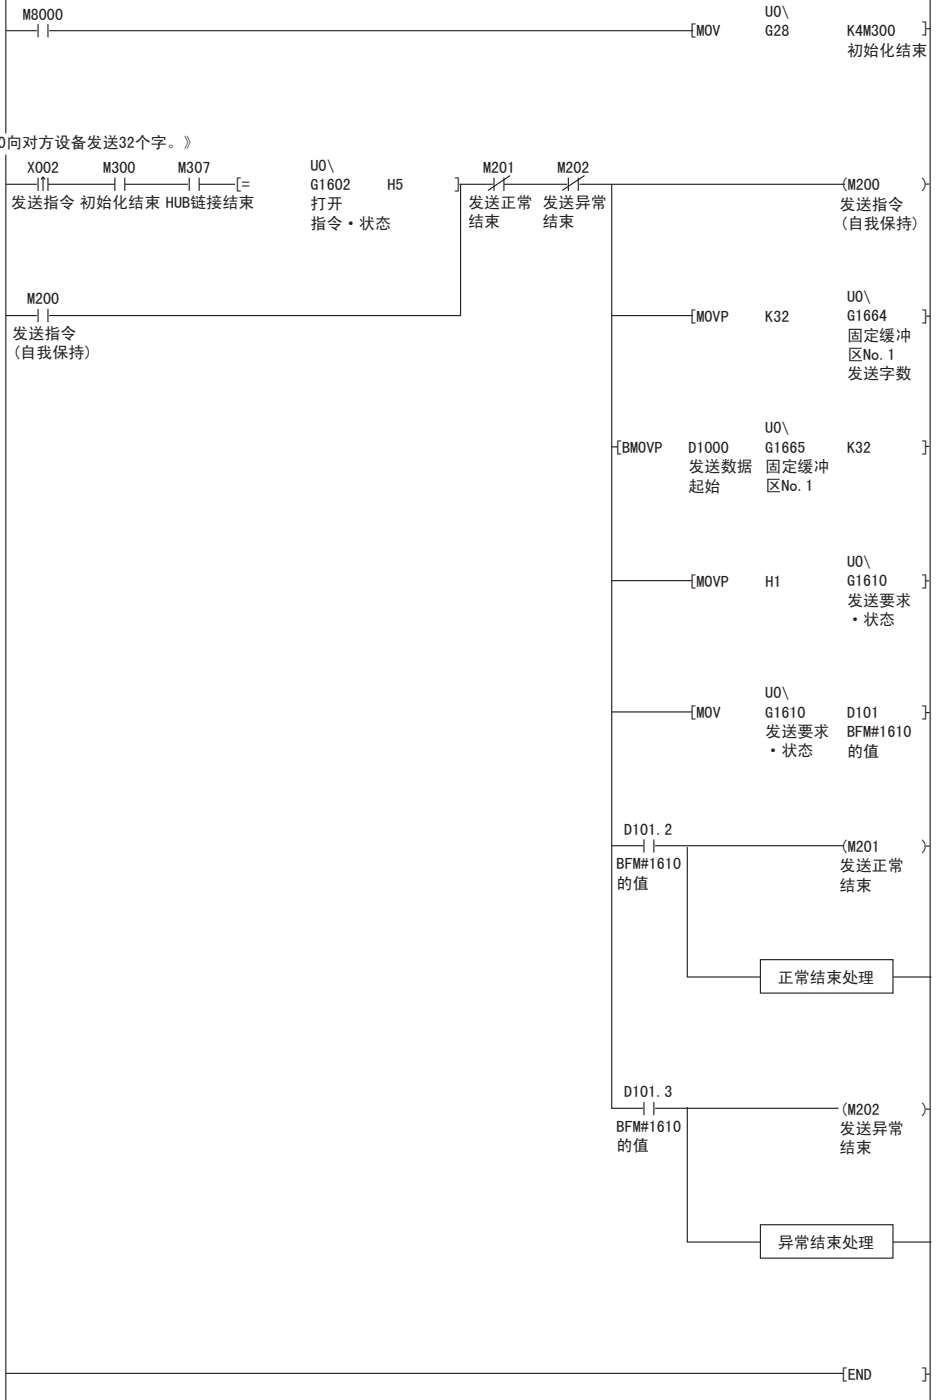 M8000
U0\
[MOV G28 K4M300 ]
初始化结束
0向对方设备发送32个字。》
X002 M300 M307 U0\ M201 M202
[= G1602 H5 ] (M200 )
发送指令 初始化结束 HUB链接结束 打开 发送正常 发送异常 发送指令
指令・状态 结束 结束 (自我保持)
M200
发送指令
(自我保持)
U0\
[MOVP K32 G1664 ]
固定缓冲
区No.1
发送字数
U0\
[BMOVP D1000 G1665 K32 ]
发送数据 固定缓冲
起始 区No.1
U0\
[MOVP H1 G1610 ]
发送要求
・状态
U0\
[MOV G1610 D101 ]
发送要求 BFM#1610
・状态 的值
D101.2
(M201 )
BFM#1610 发送正常
的值 结束
正常结束处理
D101.3
(M202 )
BFM#1610 发送异常
的值 结束
异常结束处理
[END ]